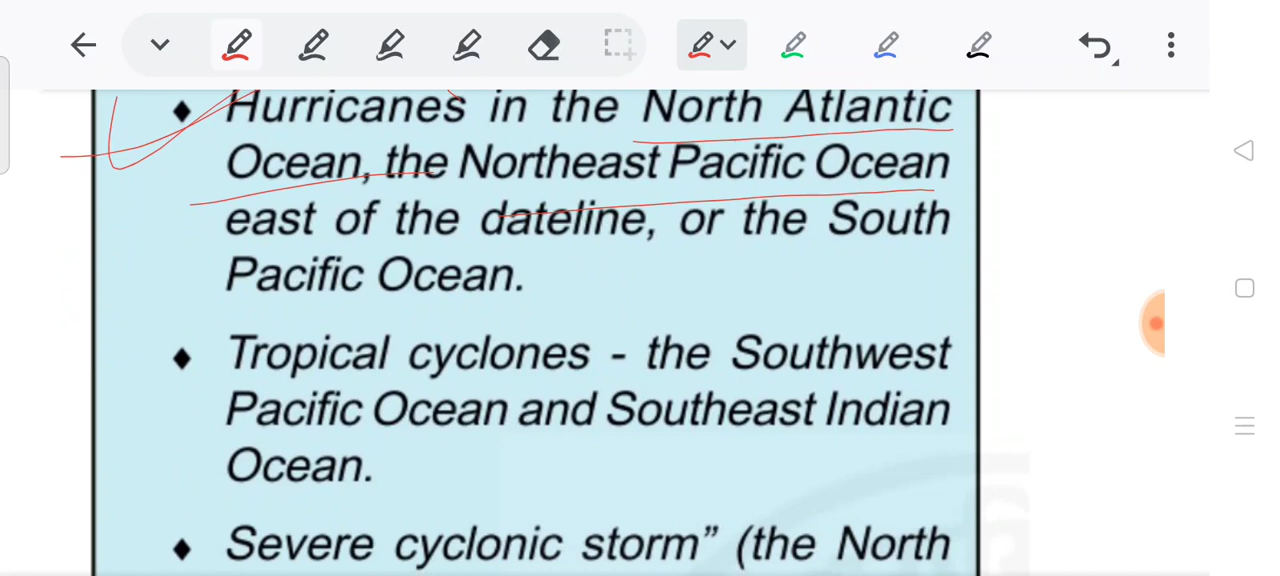 Hurricanes in the North Atlantic
Ocean, the Northeast Pacific Ocean
east of the dateline, or the South
Pacific Ocean.
Tropical cyclones - the Southwest
Pacific Ocean and Southeast Indian
Ocean.
Severe cyclonic storm” (the North